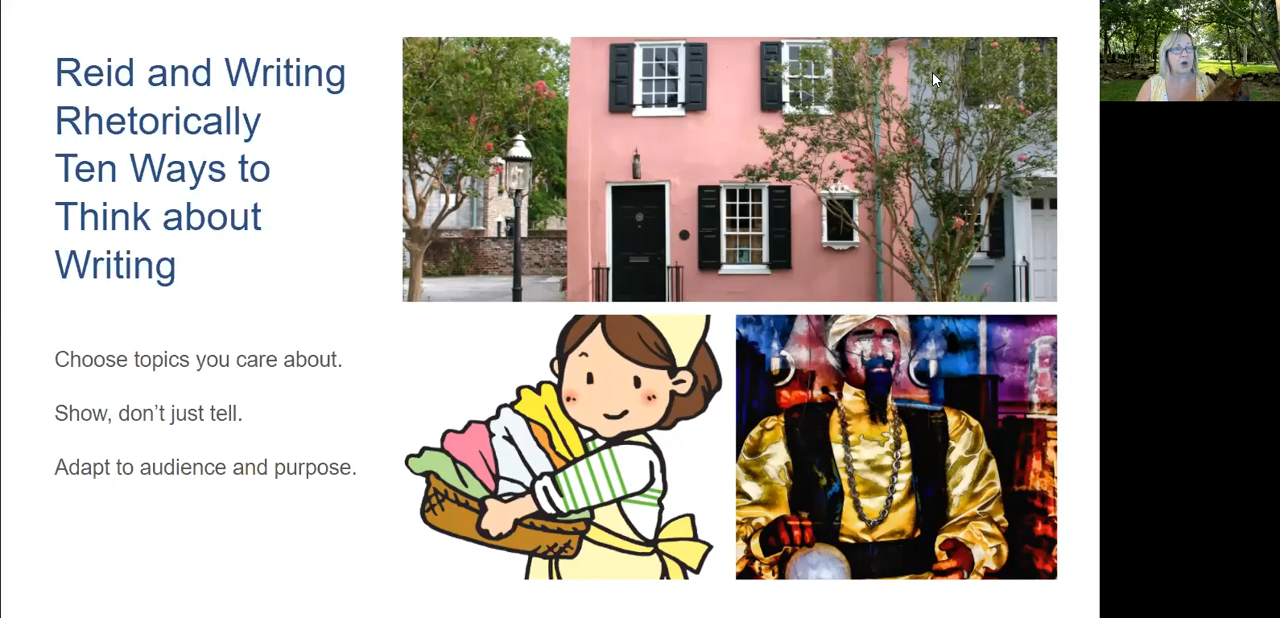 Reid and Writing
Rhetorically
Ten Ways to
Think about
Writing
Choose topics you care about.
Show, don’t just tell.
Adapt to audience and purpose.